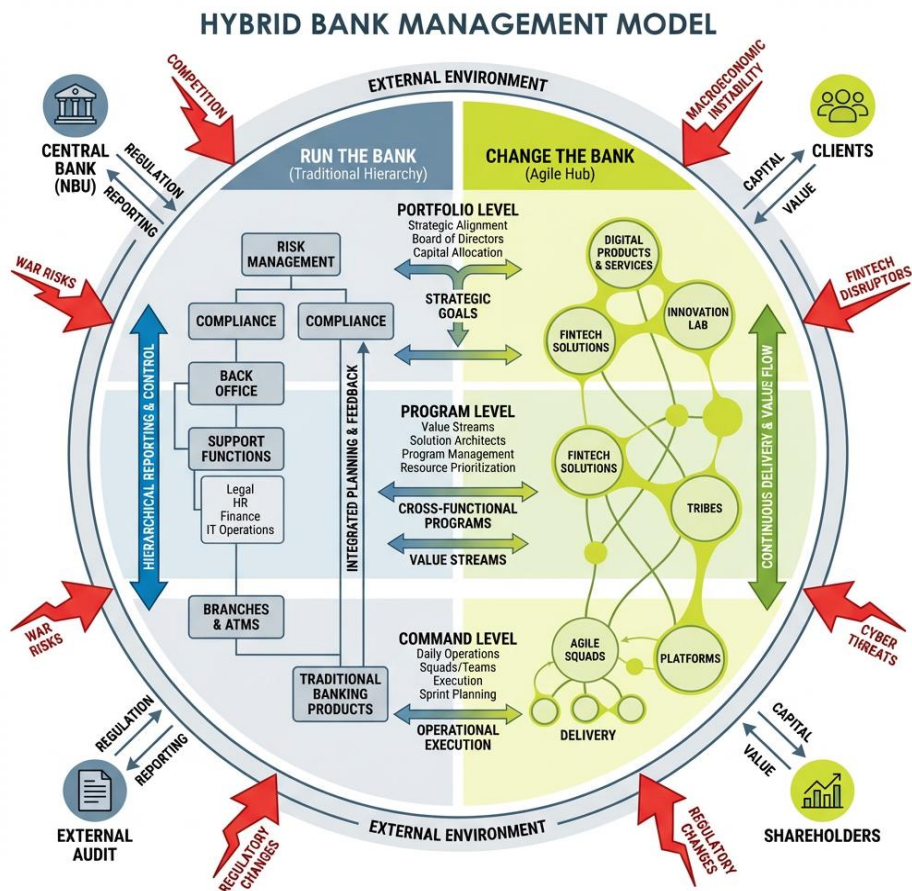 HYBRID BANK MANAGEMENT MODEL
EXTERNAL ENVIRONMENT
COMPETITION
MACROECONOMIC
INSTABILITY
CENTRAL
BANK
(NBU)
REGULATION
REPORTING
CLIENTS
CAPITAL
VALUE
RUN THE BANK
(Traditional Hierarchy)
CHANGE THE BANK
(Agile Hub)
WAR RISKS
FINTECH
DISRUPTORS
HIERARCHICAL REPORTING & CONTROL
RISK
MANAGEMENT
COMPLIANCE
COMPLIANCE
BACK
OFFICE
SUPPORT
FUNCTIONS
Legal
HR
Finance
IT Operations
BRANCHES
& ATMS
TRADITIONAL
BANKING
PRODUCTS
INTEGRATED PLANNING & FEEDBACK
PORTFOLIO LEVEL
Strategic Alignment
Board of Directors
Capital Allocation
STRATEGIC
GOALS
PROGRAM LEVEL
Value Streams
Solution Architects
Program Management
Resource Prioritization
CROSS-FUNCTIONAL
PROGRAMS
VALUE STREAMS
COMMAND LEVEL
Daily Operations
Squads/Teams
Execution
Sprint Planning
OPERATIONAL
EXECUTION
DIGITAL
PRODUCTS
& SERVICES
INNOVATION
LAB
FINTECH
SOLUTIONS
FINTECH
SOLUTIONS
TRIBES
AGILE
SQUADS
PLATFORMS
DELIVERY
CONTINUOUS DELIVERY & VALUE FLOW
WAR
RISKS
CYBER
THREATS
REGULATION
REPORTING
EXTERNAL
AUDIT
CAPITAL
VALUE
SHAREHOLDERS
REGULATORY
CHANGES
EXTERNAL ENVIRONMENT
REGULATORY
CHANGES